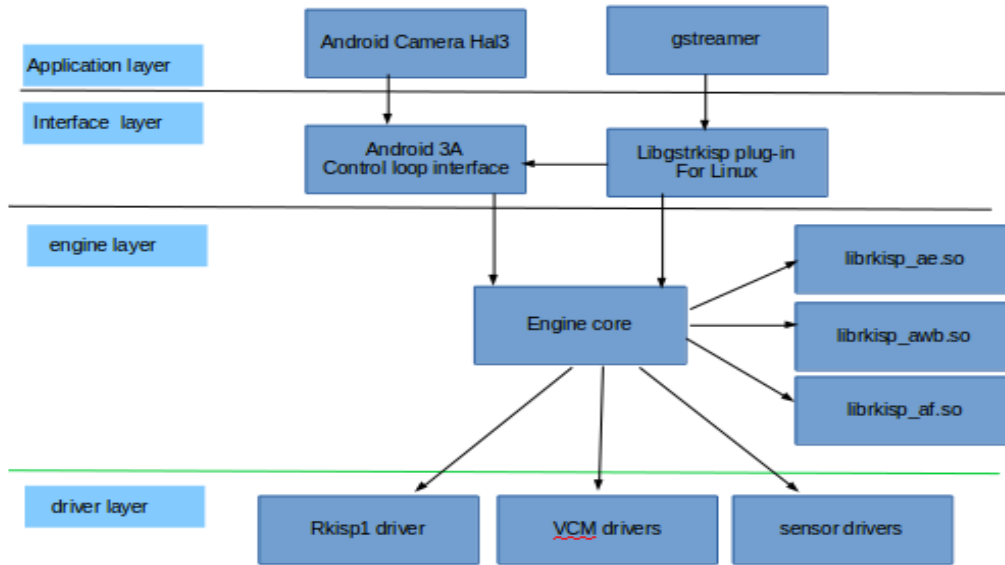 Application layer
Android Camera Hal3
gstreamer
Interface layer
Android 3A
Control loop interface
Libgstrkisp plug-in
For Linux
engine layer
librkisp_ae.so
Engine core
librkisp_awb.so
librkisp_af.so
driver layer
Rkisp1 driver
VCM drivers
sensor drivers